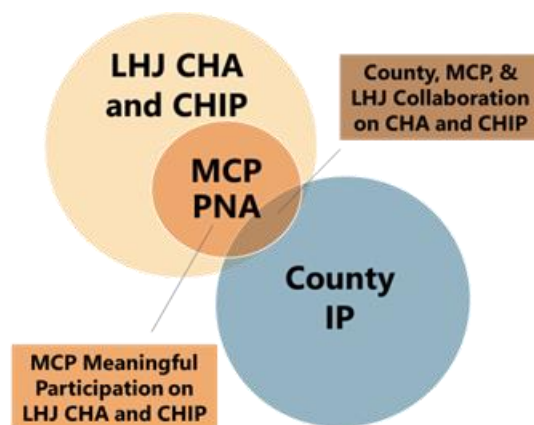 LHJ CHA
and CHIP
County, MCP, &
LHJ Collaboration
on CHA and CHIP
MCP
PNA
County
IP
MCP Meaningful
Participation on
LHJ CHA and CHIP